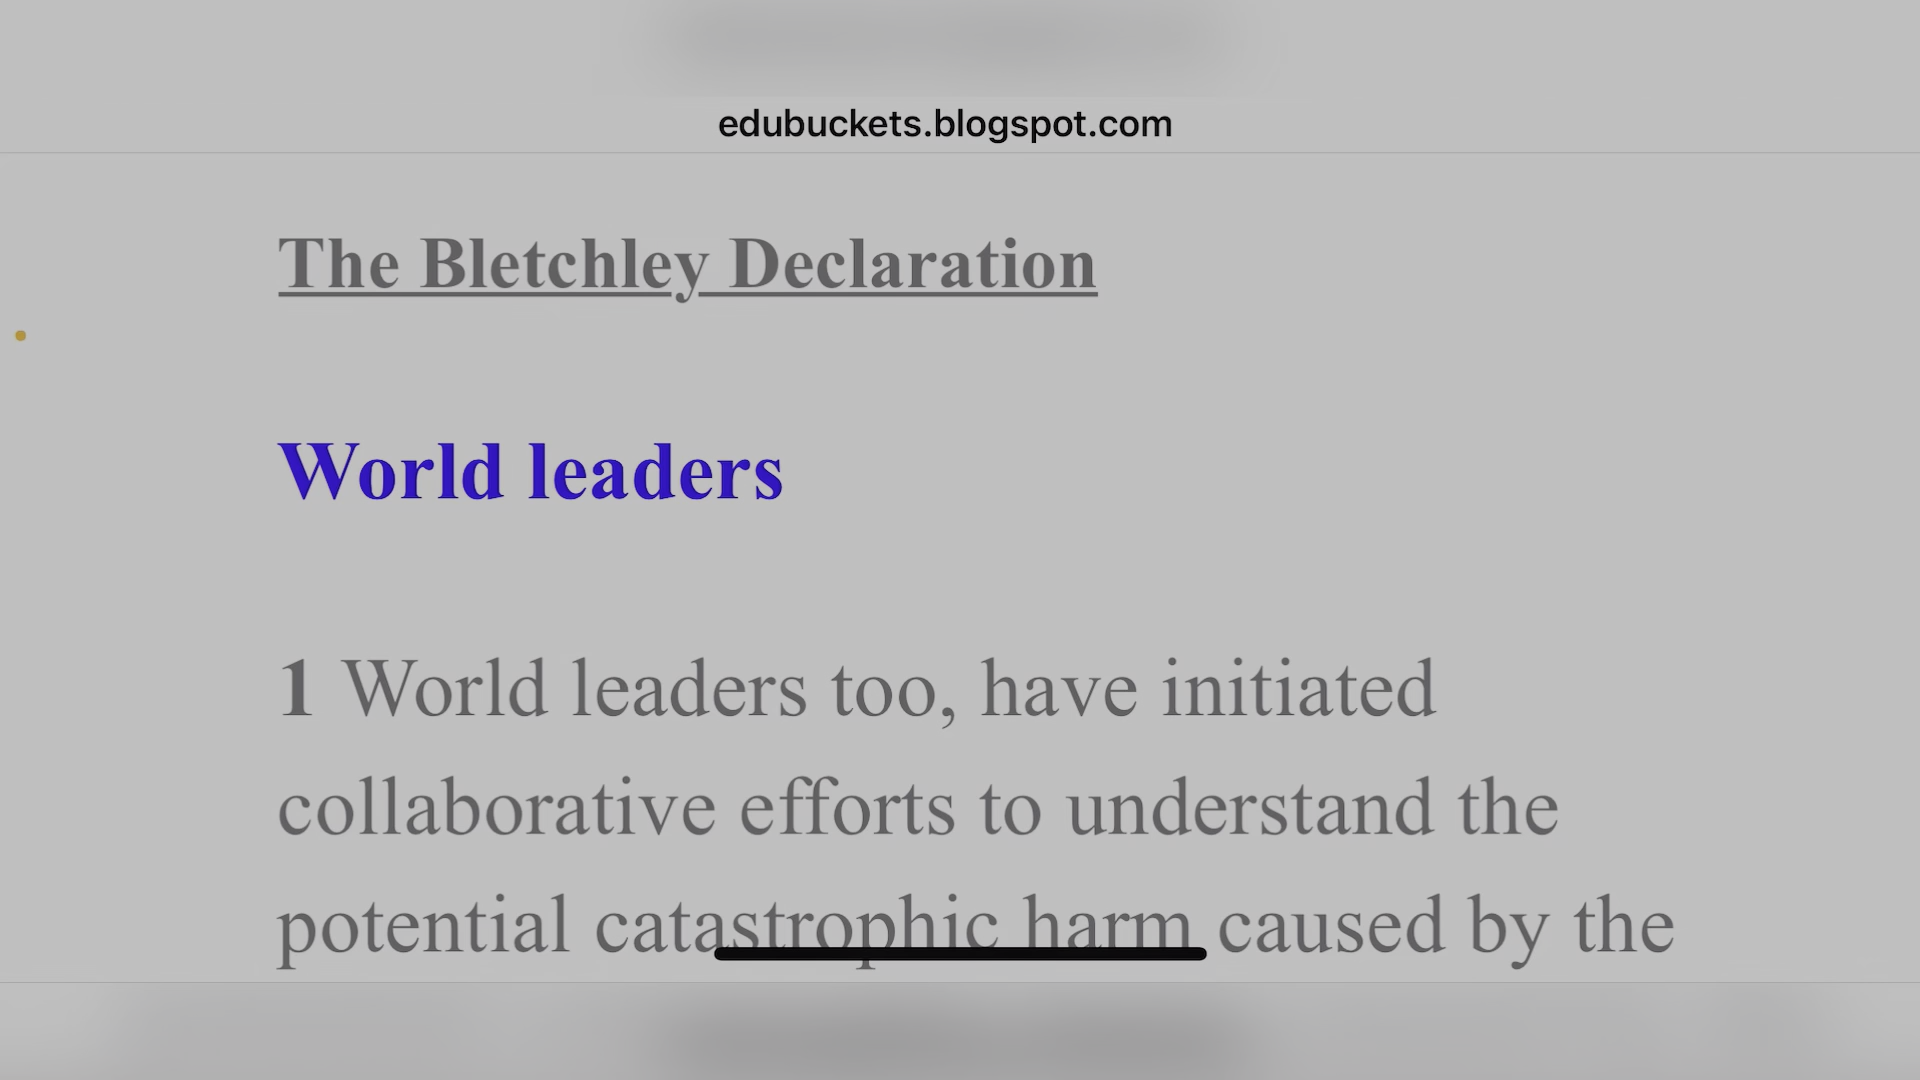 edubuckets.blogspot.com
The Bletchley Declaration
World leaders
1 World leaders too, have initiated
collaborative efforts to understand the
potential catastrophic harm caused by the